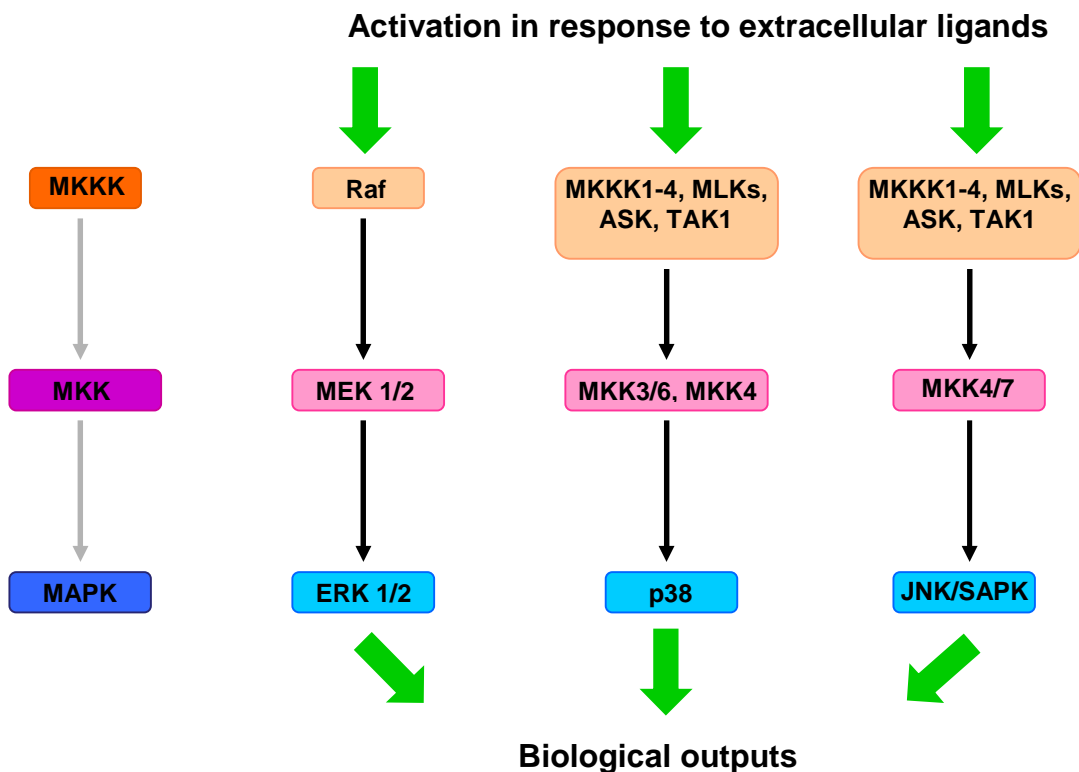 Activation in response to extracellular ligands
MKKK
Raf
MKKK1-4, MLKs,
ASK, TAK1
MKKK1-4, MLKs,
ASK, TAK1
MKK
MEK 1/2
MKK3/6, MKK4
MKK4/7
MAPK
ERK 1/2
p38
JNK/SAPK
Biological outputs